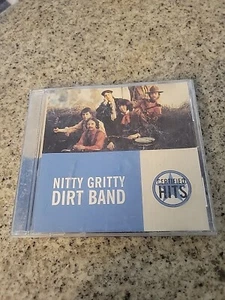 NITTY GRITTY
DIRT BAND
CERTIFIED
HITS